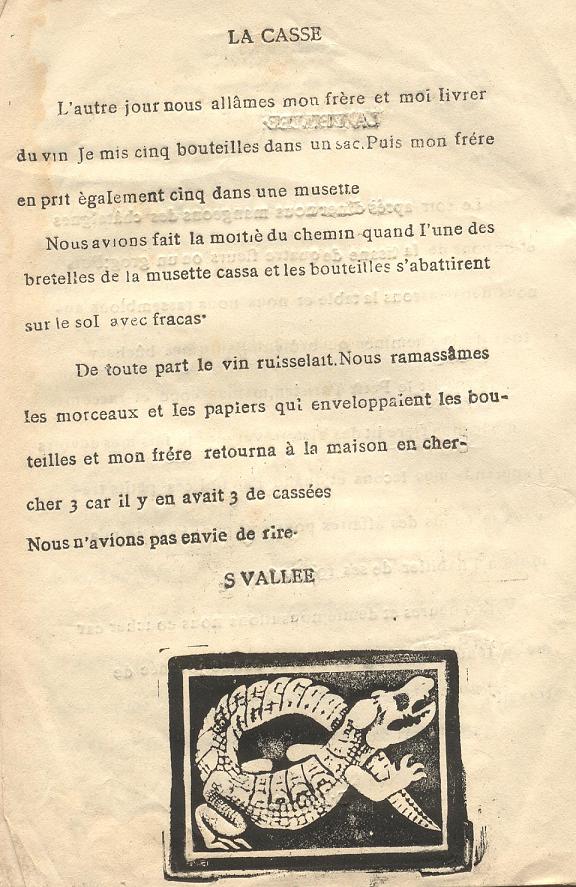 LA CASSE
L'autre jour nous allâmes mon frère et moi livrer
du vin Je mis cinq bouteilles dans un sac. Puis mon frére
en prit ègalement cinq dans une musette
Nous avions fait la moitiè du chemin quand l'une des
bretelles de la musette cassa et les bouteilles s'abattirent
sur le sol avec fracas.
De toute part le vin ruisselait. Nous ramassâmes
les morceaux et les papiers qui enveloppaient les bou-
teilles et mon frére retourna à la maison en cher-
cher 3 car il y en avait 3 de cassées
Nous n'avions pas envie de rire.
S VALLEE